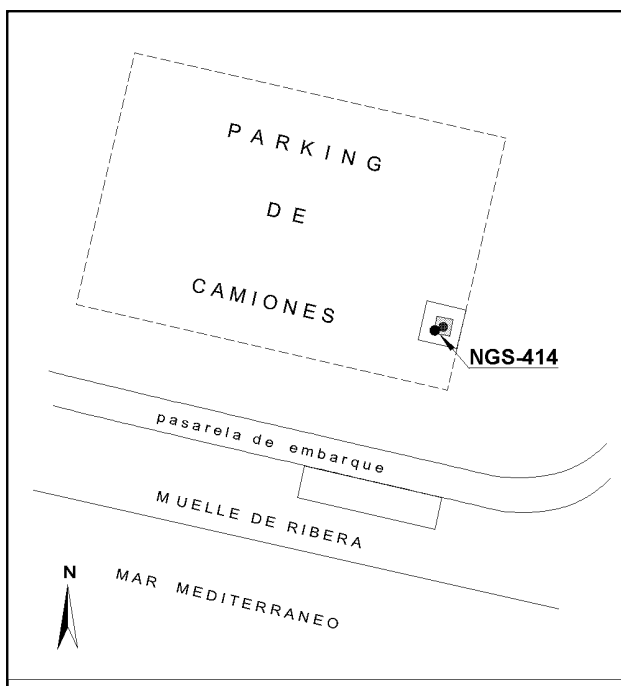 PARKING
DE
CAMIONES
NGS-414
pasarela de embarque
MUELLE DE RIBERA
N
MAR MEDITERRANEO